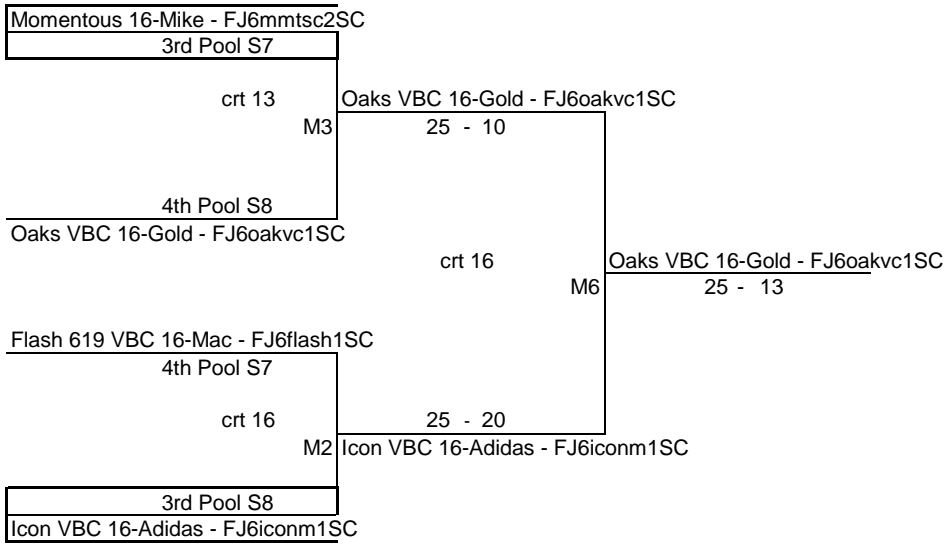 Momentous 16-Mike - FJ6mmtsc2SC
3rd Pool S7
crt 13
Oaks VBC 16-Gold - FJ6oakvc1SC
M3
25 - 10
4th Pool S8
Oaks VBC 16-Gold - FJ6oakvc1SC
crt 16
Oaks VBC 16-Gold - FJ6oakvc1SC
M6
25 - 13
Flash 619 VBC 16-Mac - FJ6flash1SC
4th Pool S7
crt 16
25 - 20
M2
Icon VBC 16-Adidas - FJ6iconm1SC
3rd Pool S8
Icon VBC 16-Adidas - FJ6iconm1SC